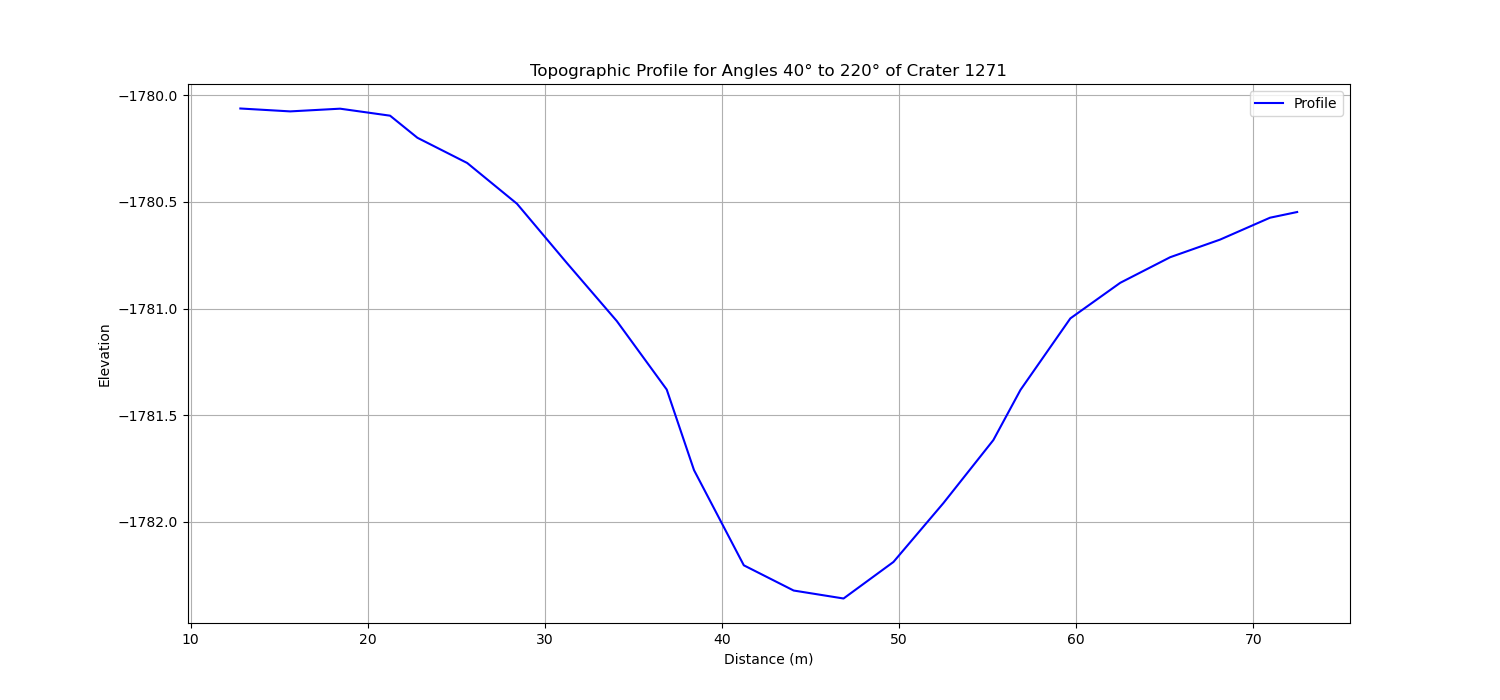 Topographic Profile for Angles 40° to 220° of Crater 1271
Profile
Elevation
−1780.0
−1780.5
−1781.0
−1781.5
−1782.0
10 20 30 40 50 60 70
Distance (m)